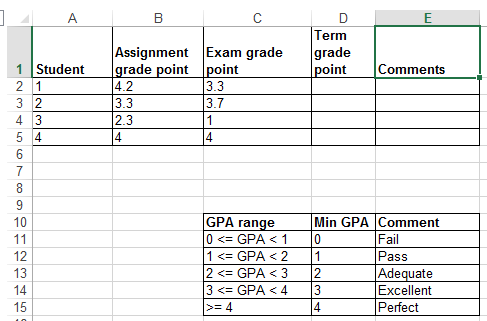 A B C D E
1 Student Assignment grade point Exam grade point Term grade point Comments
2 1 4.2 3.3
3 2 3.3 3.7
4 3 2.3 1
5 4 4 4
6
7
8
9
10 GPA range Min GPA Comment
11 0 <= GPA < 1 0 Fail
12 1 <= GPA < 2 1 Pass
13 2 <= GPA < 3 2 Adequate
14 3 <= GPA < 4 3 Excellent
15 >= 4 4 Perfect